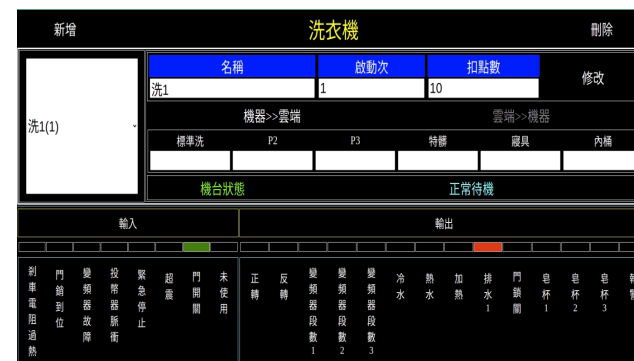 新增 洗衣機 刪除
名稱 啟動次 扣點數 修改
洗1 1 10
洗1(1)
機器>>雲端 雲端>>機器
標準洗 P2 P3 特髒 寢具 內桶
機台狀態 正常待機
輸入 輸出
剎車電阻過熱
門銷到位
變頻器故障
投幣器脈衝
緊急停止
超震
門開關
未使用
正轉
反轉
變頻器段數1
變頻器段數2
變頻器段數3
冷水
熱水
加熱
排水1
門鎖關
皂杯1
皂杯2
皂杯3